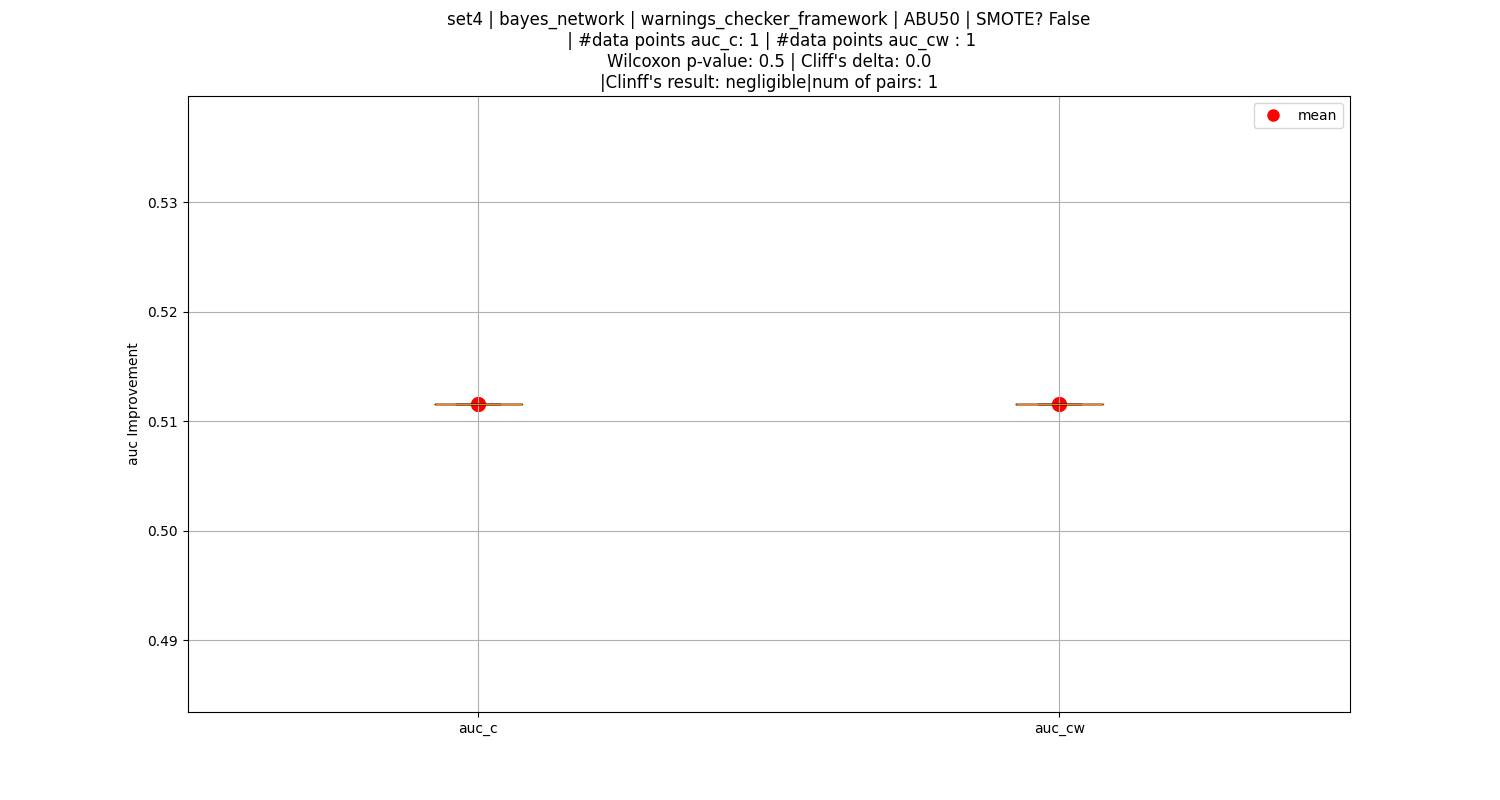 set4 | bayes_network | warnings_checker_framework | ABU50 | SMOTE? False
| #data points auc_c: 1 | #data points auc_cw : 1
Wilcoxon p-value: 0.5 | Cliff's delta: 0.0
|Clinff's result: negligible|num of pairs: 1
mean
0.53
0.52
0.51
0.50
0.49
auc Improvement
auc_c
auc_cw